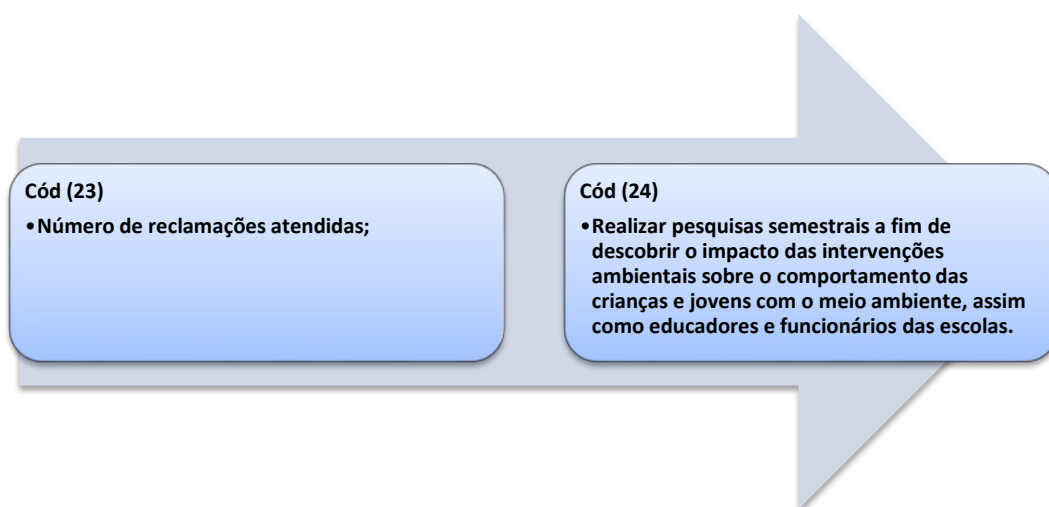 Cód (23)
•Número de reclamações atendidas;
Cód (24)
•Realizar pesquisas semestrais a fim de
descobrir o impacto das intervenções
ambientais sobre o comportamento das
crianças e jovens com o meio ambiente, assim
como educadores e funcionários das escolas.